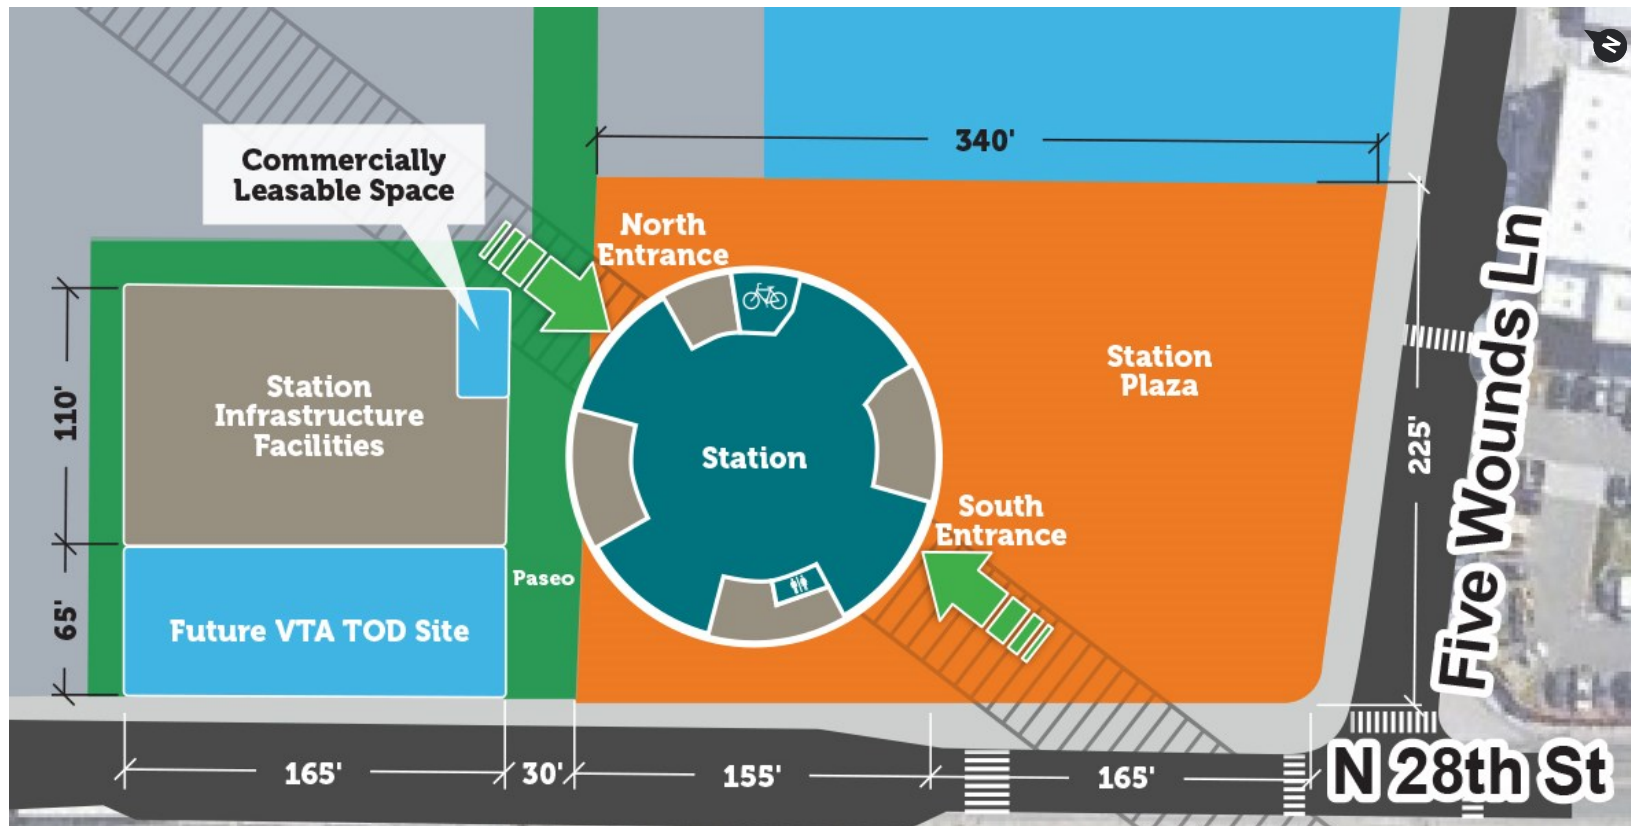 N
340'
Commercially
Leasable Space
North
Entrance
Five Wounds Ln
Station
Plaza
110'
Station
Infrastructure
Facilities
225'
Station
South
Entrance
Paseo
65'
Future VTA TOD Site
165'
30'
155'
165'
N 28th St